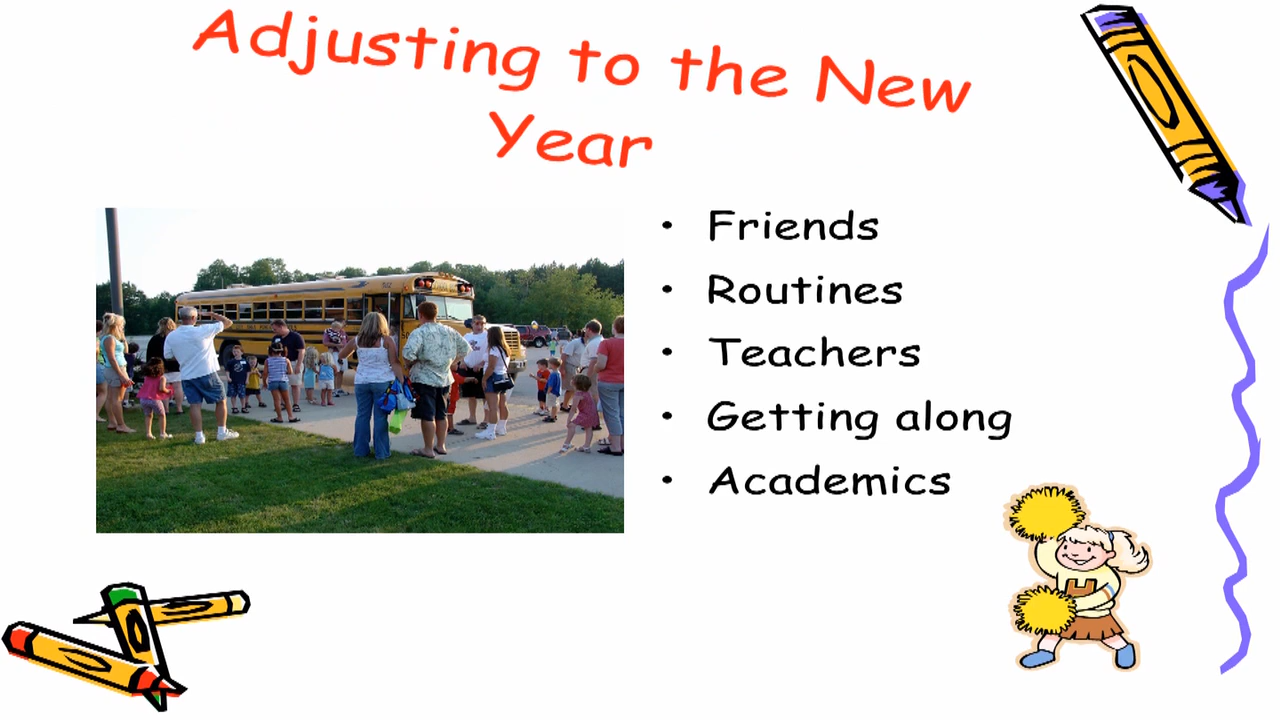 Adjusting to the New
Year
• Friends
• Routines
• Teachers
• Getting along
• Academics
H